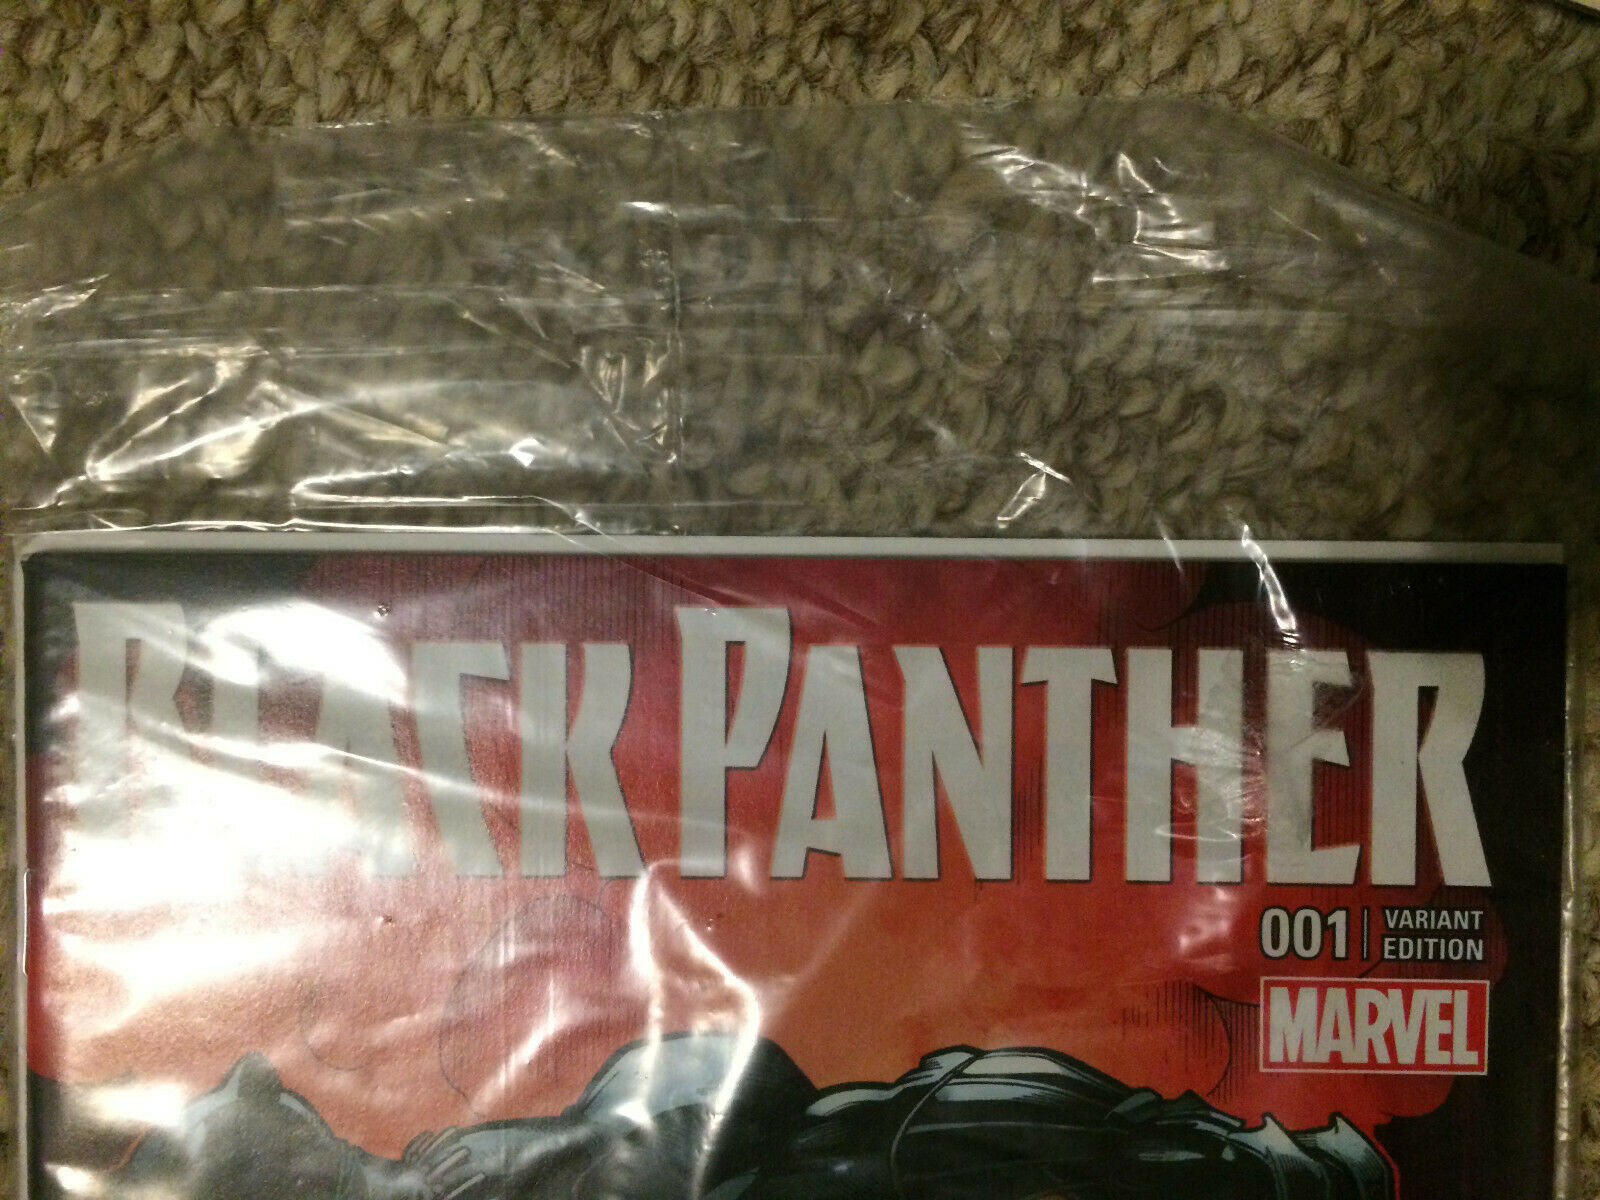 BLACK PANTHER
001 VARIANT
EDITION
MARVEL